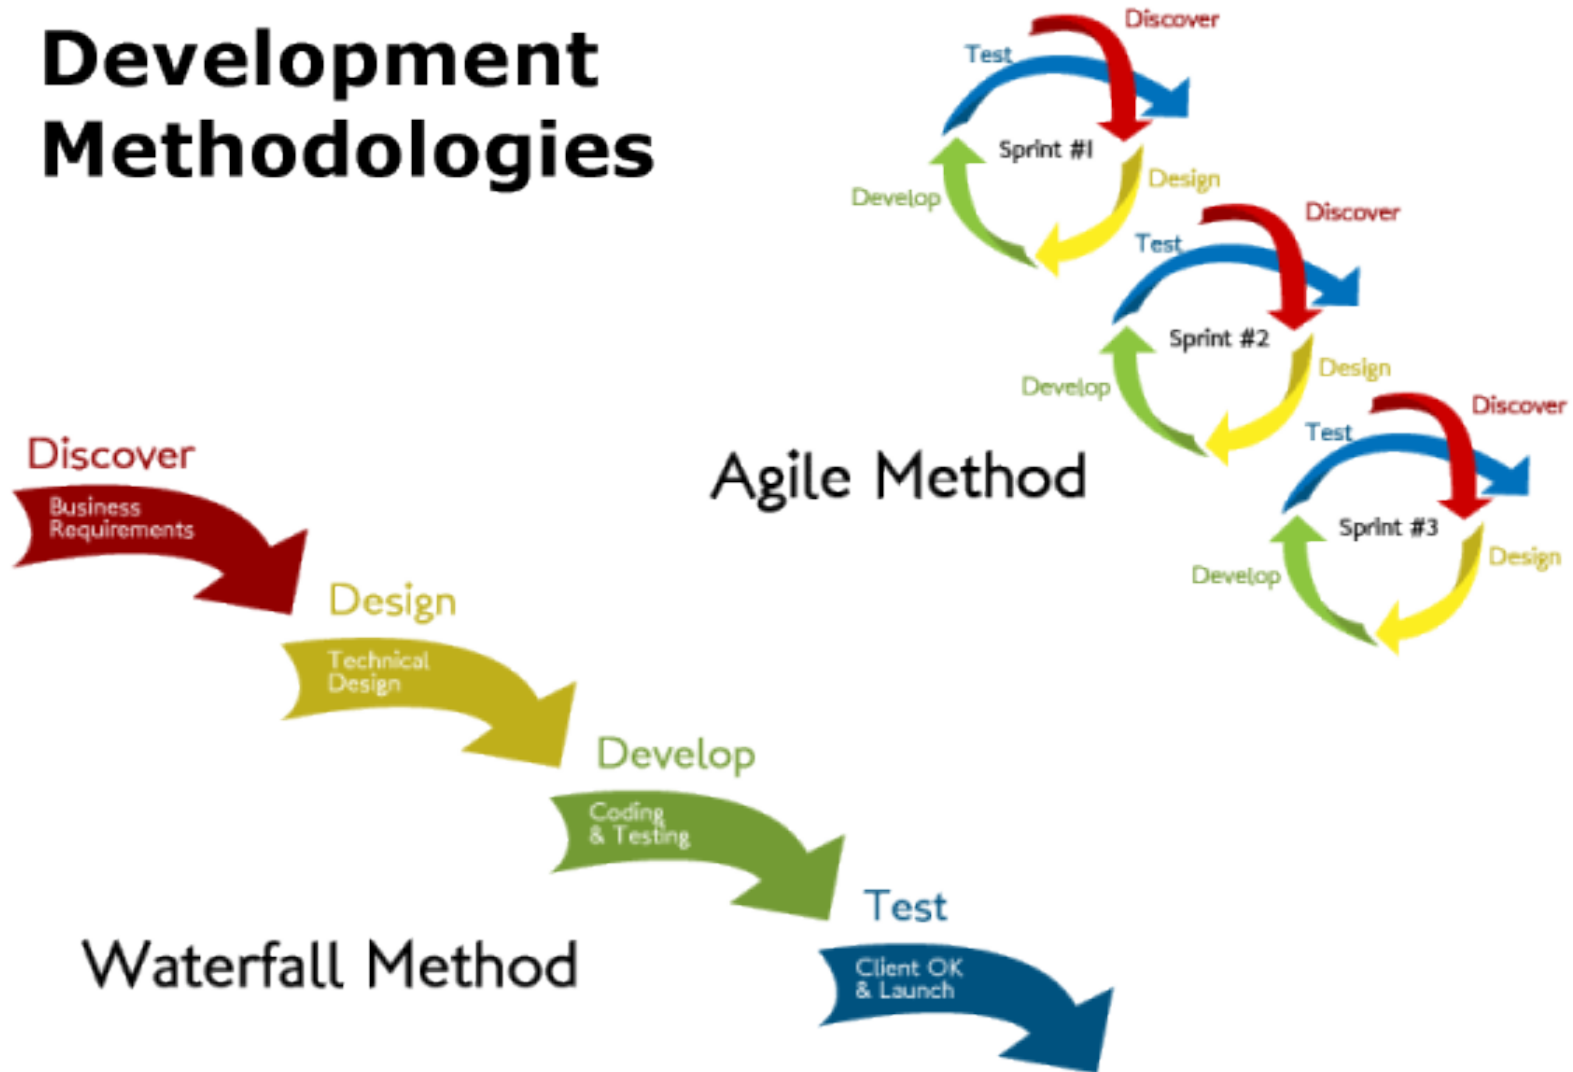 Development
Methodologies
Discover
Test
Sprint #1
Design
Develop
Discover
Test
Sprint #2
Design
Develop
Discover
Test
Sprint #3
Design
Develop
Agile Method
Discover
Business
Requirements
Design
Technical
Design
Develop
Coding
& Testing
Test
Client OK
& Launch
Waterfall Method